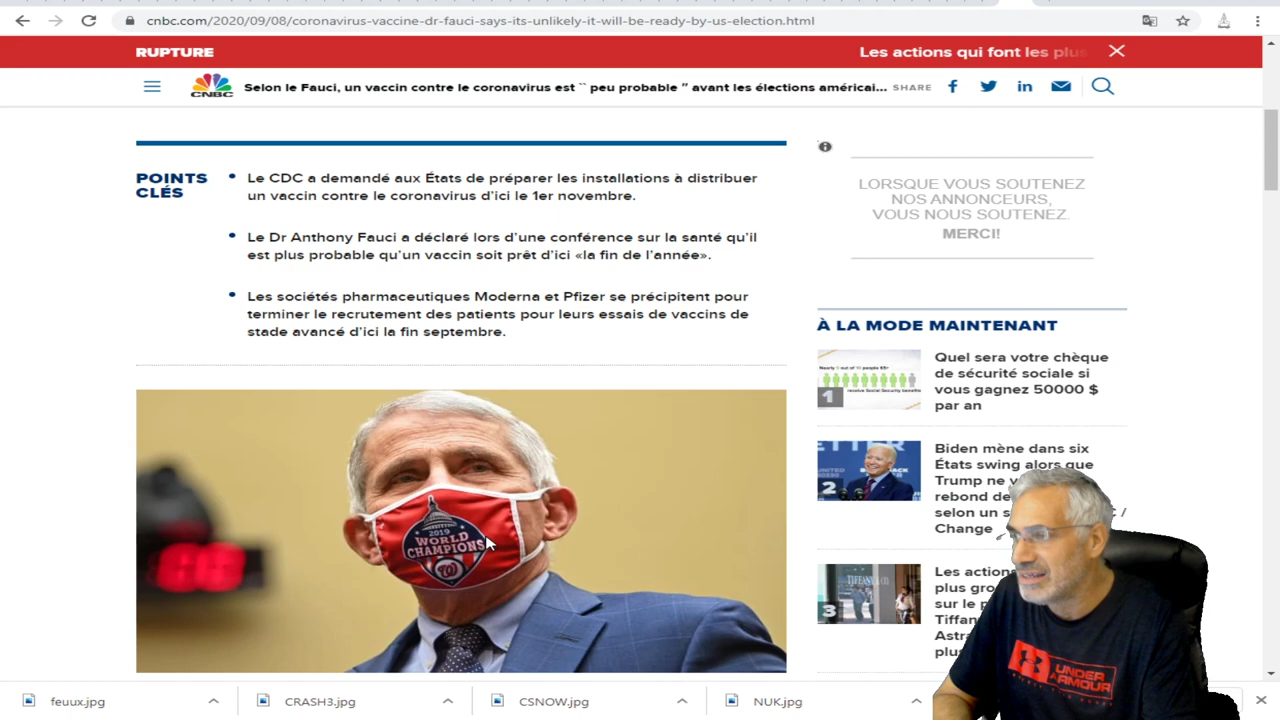 cnbc.com/2020/09/08/coronavirus-vaccine-dr-fauci-says-its-unlikely-it-will-be-ready-by-us-election.html
RUPTURE
Les actions qui font les plus
CNBC
Selon le Fauci, un vaccin contre le coronavirus est `` peu probable '' avant les élections américai...
SHARE
POINTS
CLÉS
Le CDC a demandé aux États de préparer les installations à distribuer
un vaccin contre le coronavirus d'ici le 1er novembre.
Le Dr Anthony Fauci a déclaré lors d'une conférence sur la santé qu'il
est plus probable qu'un vaccin soit prêt d'ici «la fin de l'année».
Les sociétés pharmaceutiques Moderna et Pfizer se précipitent pour
terminer le recrutement des patients pour leurs essais de vaccins de
stade avancé d'ici la fin septembre.
2019
WORLD
CHAMPIONS
W
LORSQUE VOUS SOUTENEZ
NOS ANNONCEURS,
VOUS NOUS SOUTENEZ.
MERCI!
À LA MODE MAINTENANT
1
Quel sera votre chèque
de sécurité sociale si
vous gagnez 50000 $
par an
2
Biden mène dans six
États swing alors que
Trump ne
rebond
selon un
Change
3
TIFFANY & CO.
Les actions
plus
sur le
Tiffany
UNDER
ARMOUR
feuux.jpg
CRASH3.jpg
CSNOW.jpg
NUK.jpg